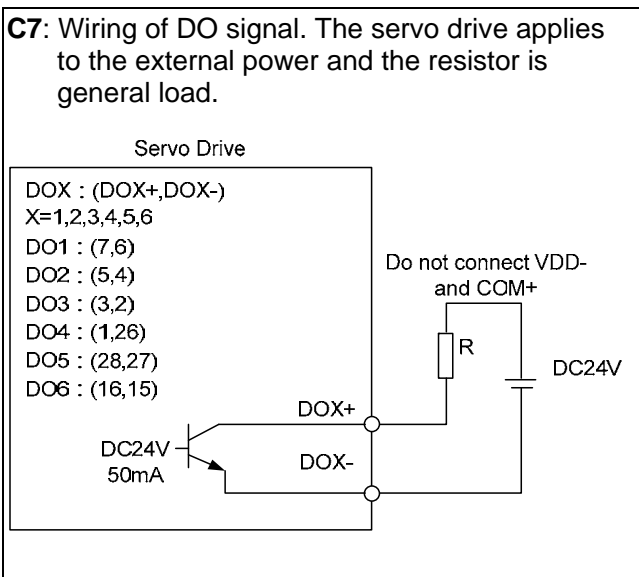 C7: Wiring of DO signal. The servo drive applies
to the external power and the resistor is
general load.
Servo Drive
DOX : (DOX+,DOX-)
X=1,2,3,4,5,6
DO1 : (7,6)
DO2 : (5,4)
DO3 : (3,2)
DO4 : (1,26)
DO5 : (28,27)
DO6 : (16,15)
Do not connect VDD-
and COM+
R
DC24V
DOX+
DC24V
50mA
DOX-